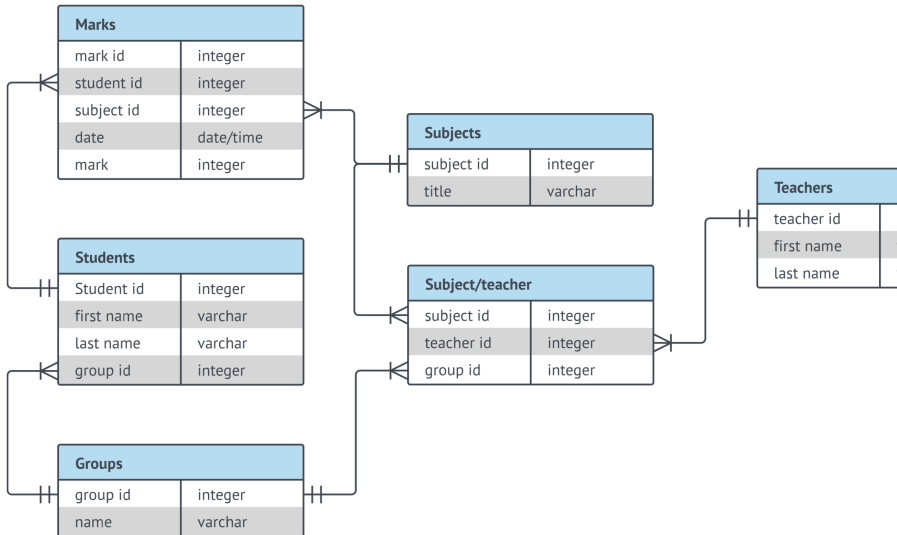 Marks
mark id integer
student id integer
subject id integer
date date/time
mark integer
Subjects
subject id integer
title varchar
Teachers
teacher id
first name
last name
Students
Student id integer
first name varchar
last name varchar
group id integer
Subject/teacher
subject id integer
teacher id integer
group id integer
Groups
group id integer
name varchar